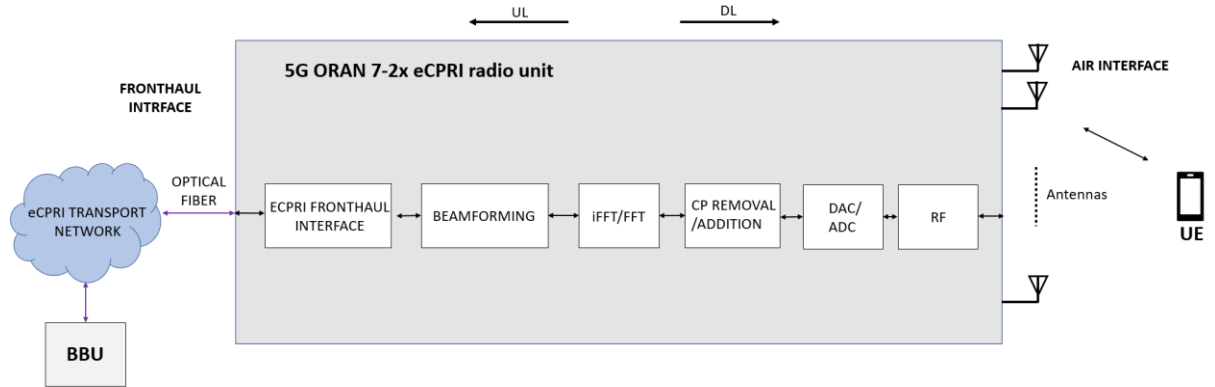 UL
DL
5G ORAN 7-2x eCPRI radio unit
AIR INTERFACE
FRONTHAUL
INTRFACE
OPTICAL
FIBER
eCPRI TRANSPORT
NETWORK
ECPRI FRONTHAUL
INTERFACE
BEAMFORMING
iFFT/FFT
CP REMOVAL
/ADDITION
DAC/
ADC
RF
Antennas
UE
BBU